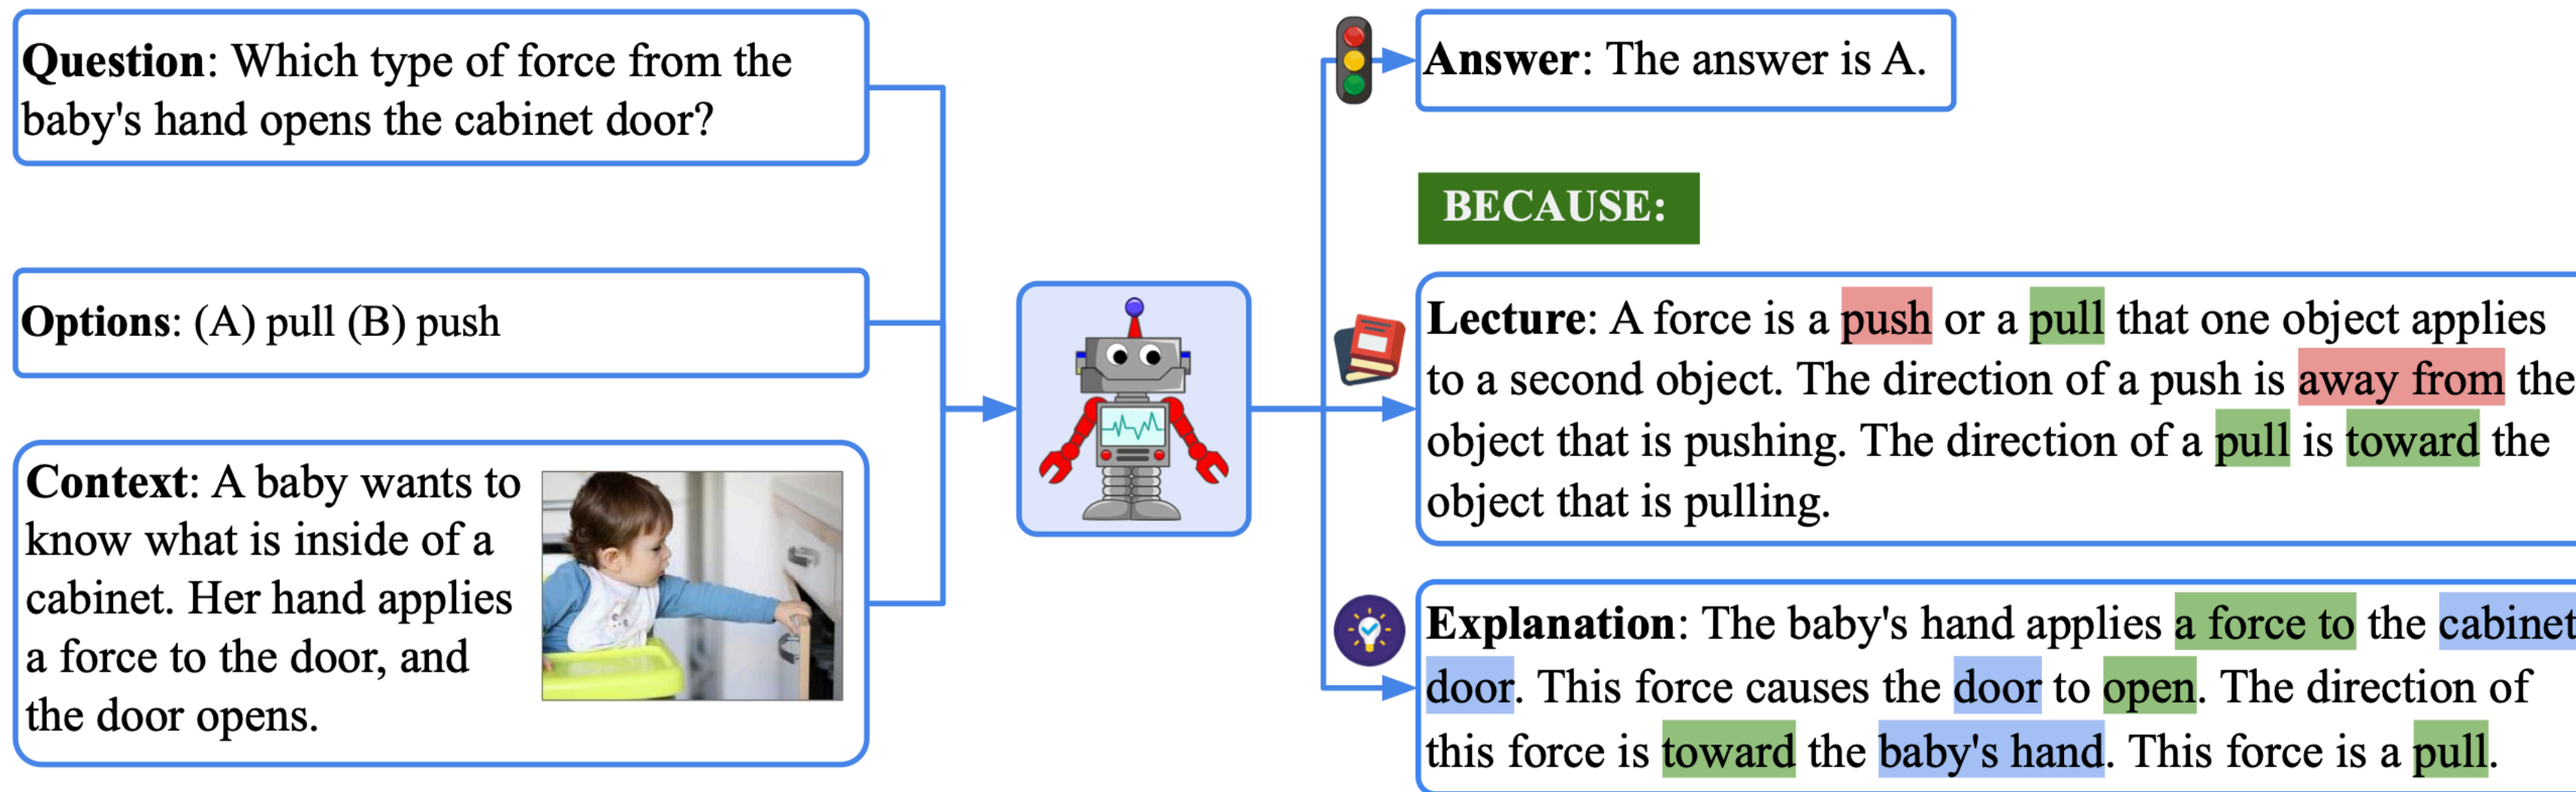 Question: Which type of force from the
baby's hand opens the cabinet door?
Options: (A) pull (B) push
Context: A baby wants to
know what is inside of a
cabinet. Her hand applies
a force to the door, and
the door opens.
Answer: The answer is A.
BECAUSE:
Lecture: A force is a push or a pull that one object applies
to a second object. The direction of a push is away from the
object that is pushing. The direction of a pull is toward the
object that is pulling.
Explanation: The baby's hand applies a force to the cabinet
door. This force causes the door to open. The direction of
this force is toward the baby's hand. This force is a pull.